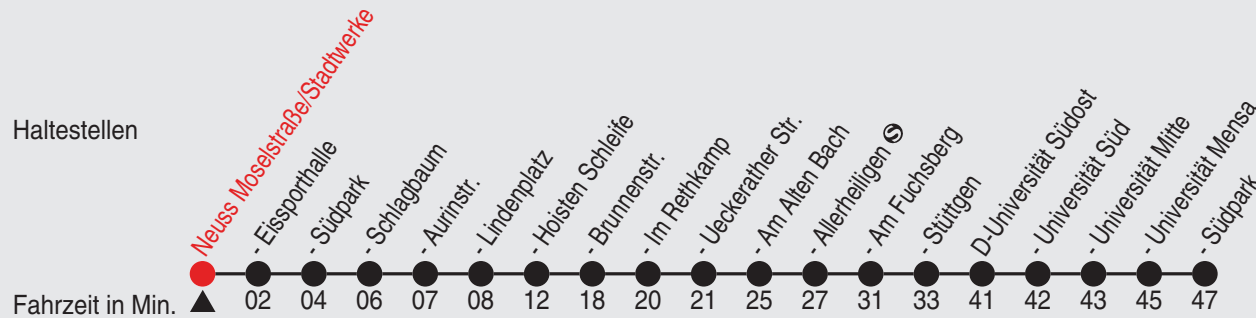 Haltestellen
Neuss Moselstraße/Stadtwerke
- Eissporthalle
- Südpark
- Schlagbaum
- Aurinstr.
- Lindenplatz
- Hoisten Schleife
- Brunnenstr.
- Im Rethkamp
- Ueckerather Str.
- Am Alten Bach
- Allerheiligen S
- Am Fuchsberg
- Stüttgen
D-Universität Südost
- Universität Süd
- Universität Mitte
- Universität Mensa
- Südpark
Fahrzeit in Min. 02 04 06 07 08 12 18 20 21 25 27 31 33 41 42 43 45 47